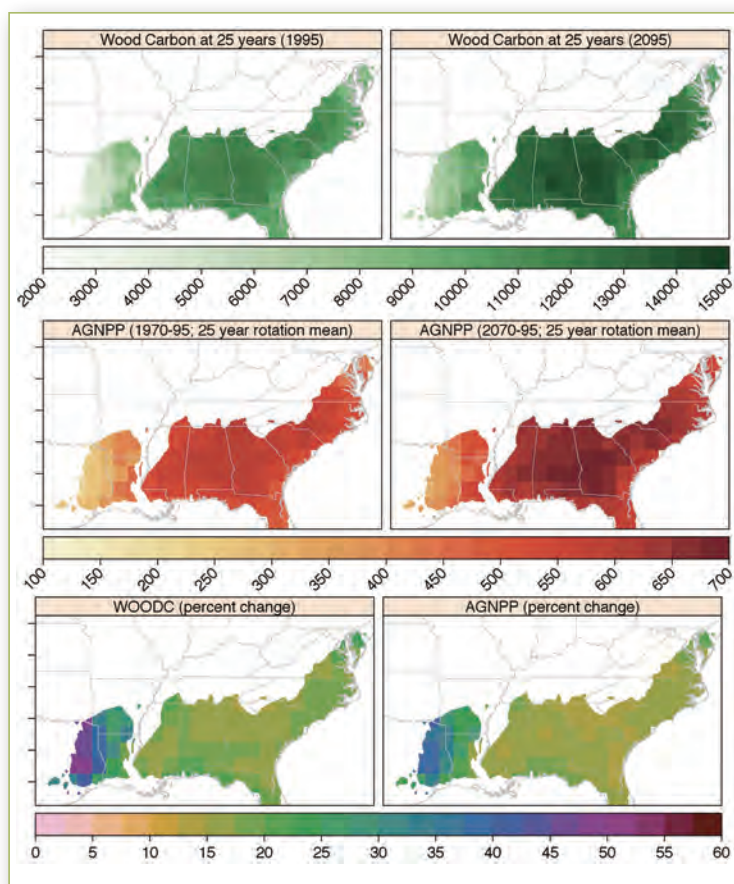 Wood Carbon at 25 years (1995) Wood Carbon at 25 years (2095)
2000 3000 4000 5000 6000 7000 8000 9000 10000 11000 12000 13000 14000 15000
AGNPP (1970-95; 25 year rotation mean) AGNPP (2070-95; 25 year rotation mean)
100 150 200 250 300 350 400 450 500 550 600 650 700
WOODC (percent change) AGNPP (percent change)
0 5 10 15 20 25 30 35 40 45 50 55 60